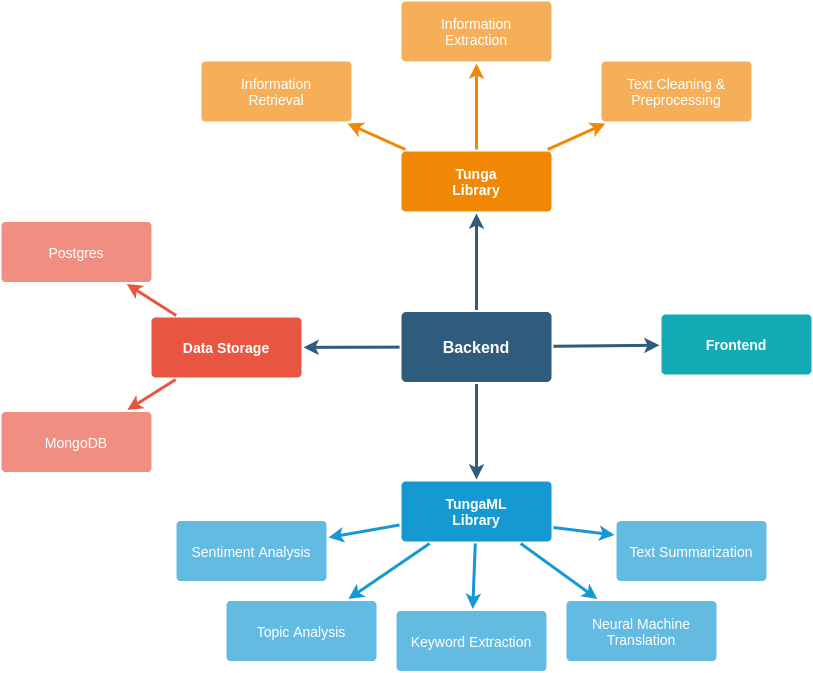 Information
Extraction
Information
Retrieval
Text Cleaning &
Preprocessing
Tunga
Library
Postgres
Data Storage
Backend
Frontend
MongoDB
TungaML
Library
Sentiment Analysis
Text Summarization
Topic Analysis
Keyword Extraction
Neural Machine
Translation